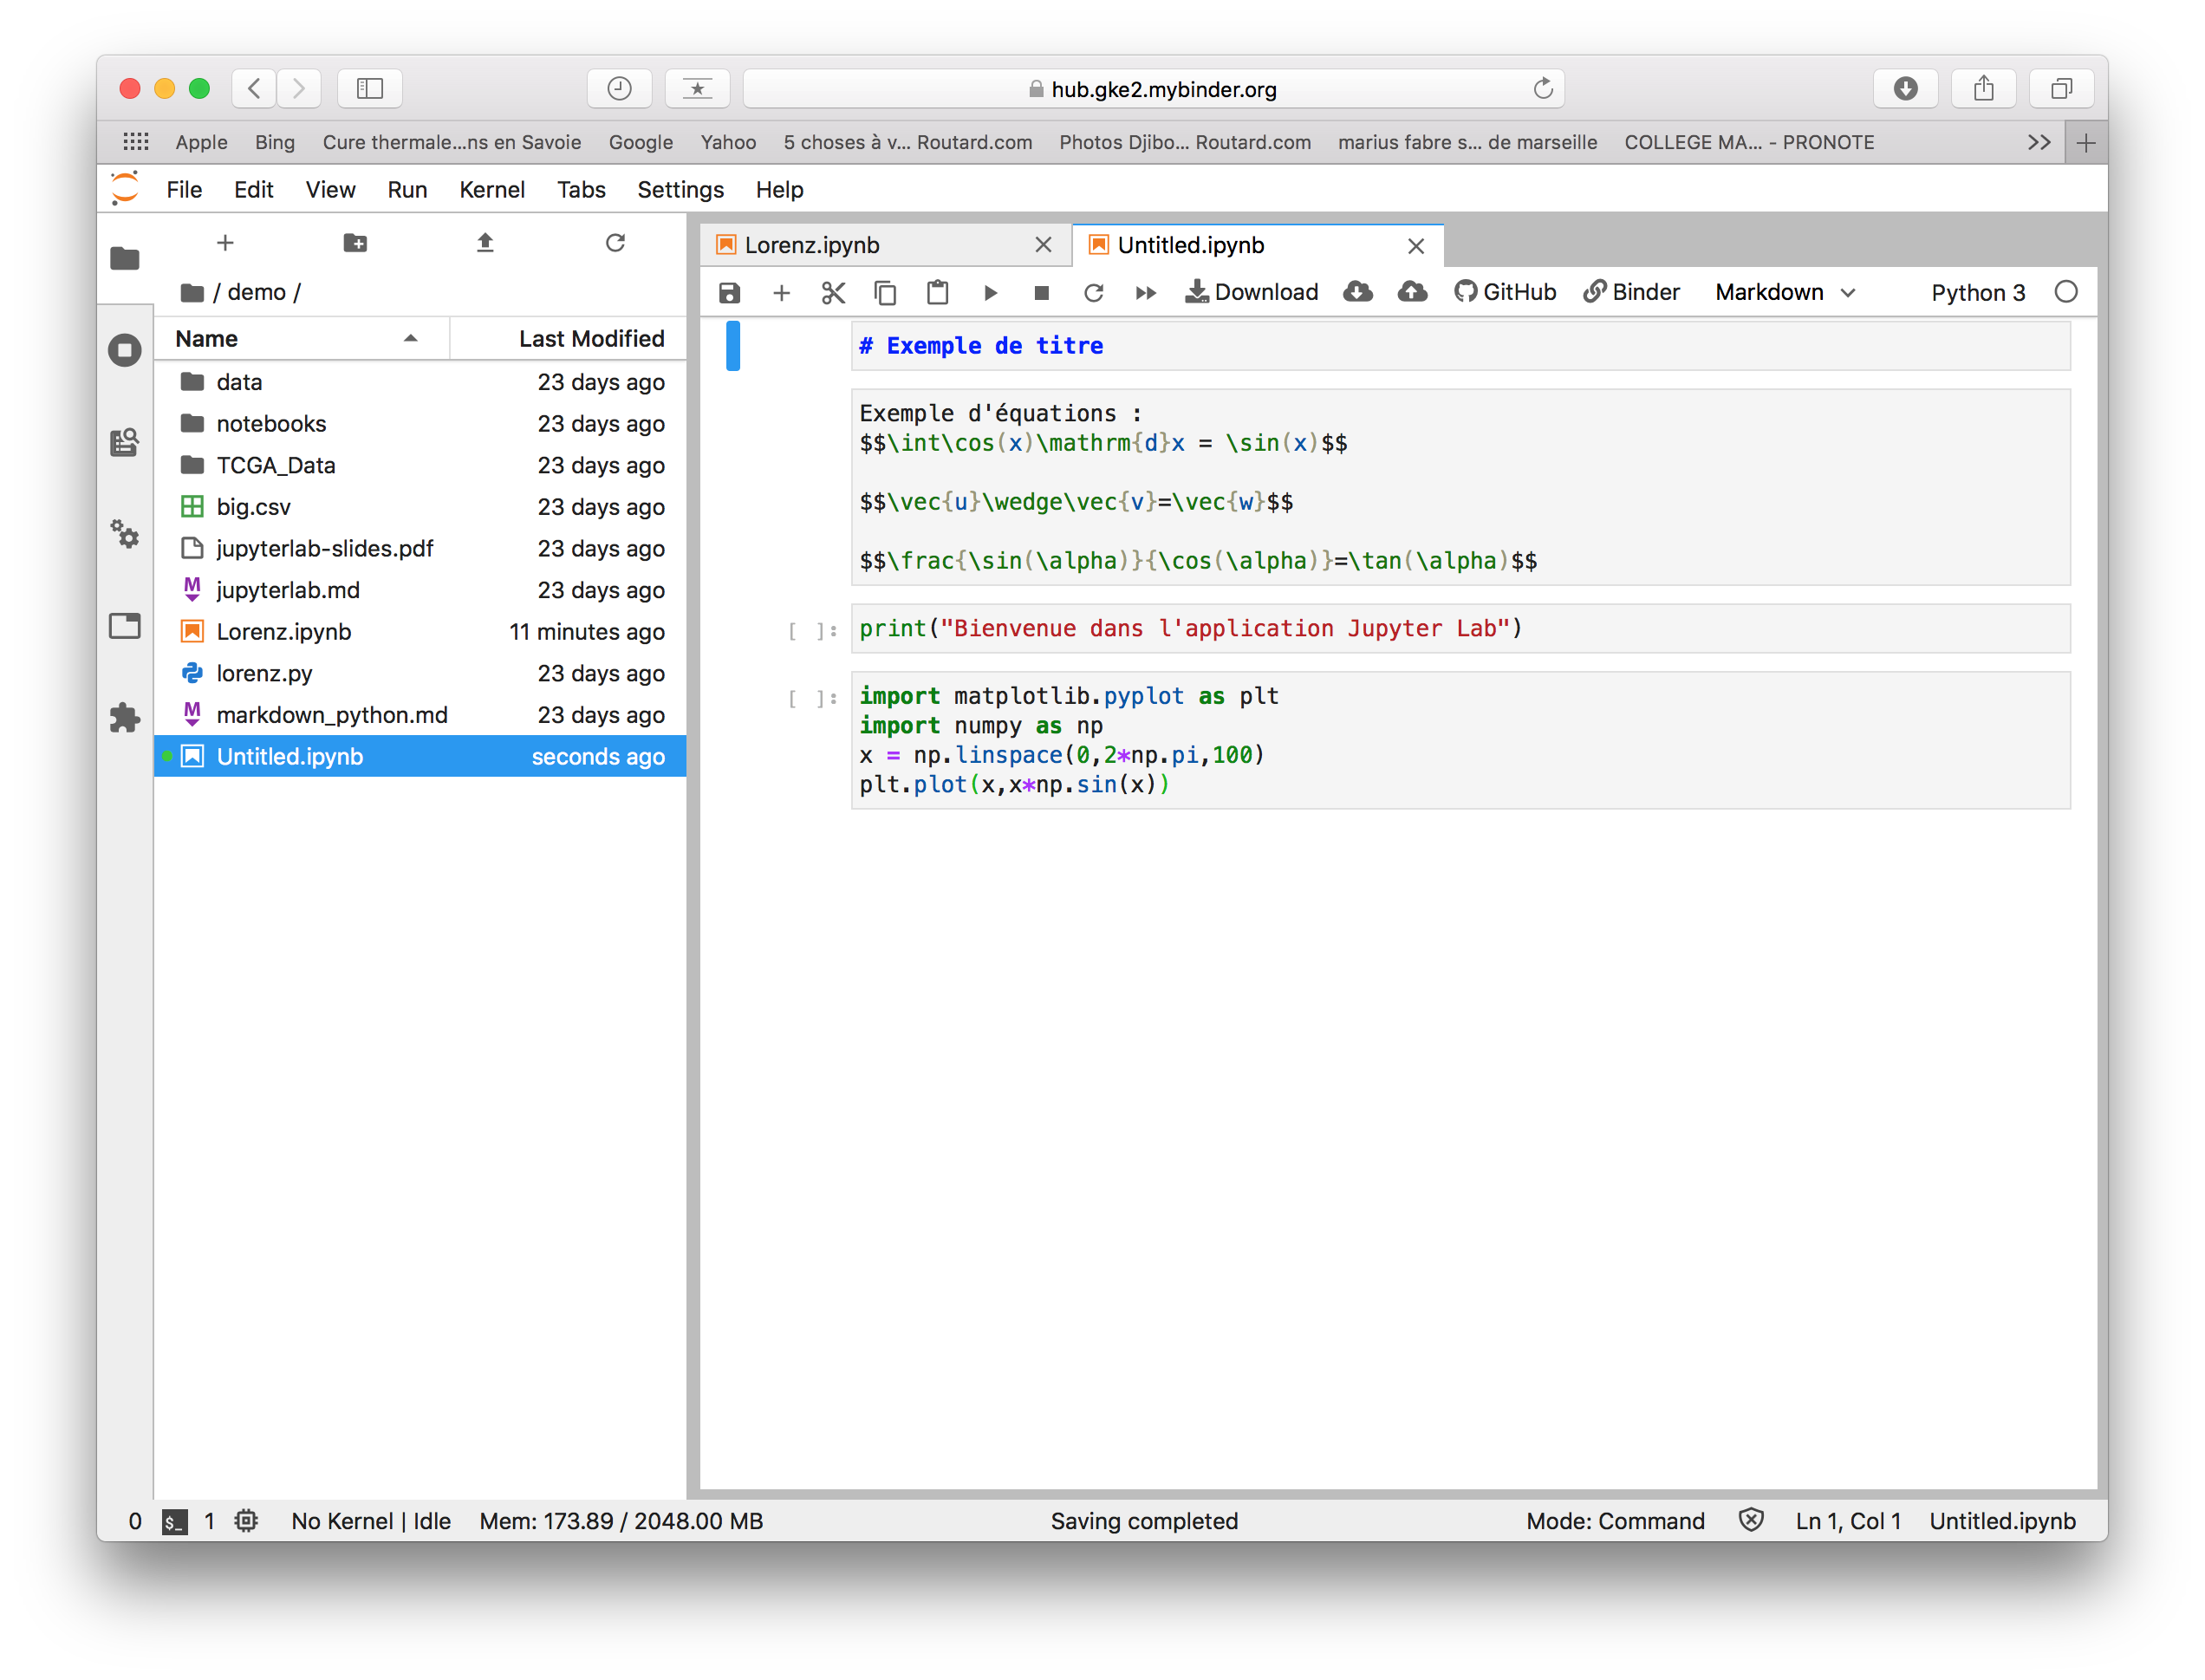 hub.gke2.mybinder.org
Apple Bing Cure thermale...ns en Savoie Google Yahoo 5 choses à v... Routard.com Photos Djibo... Routard.com marius fabre s... de marseille COLLEGE MA... - PRONOTE
File Edit View Run Kernel Tabs Settings Help
Lorenz.ipynb Untitled.ipynb
Download GitHub Binder Markdown Python 3
/ demo /
Name Last Modified
data 23 days ago
notebooks 23 days ago
TCGA_Data 23 days ago
big.csv 23 days ago
jupyterlab-slides.pdf 23 days ago
jupyterlab.md 23 days ago
Lorenz.ipynb 11 minutes ago
lorenz.py 23 days ago
markdown_python.md 23 days ago
Untitled.ipynb seconds ago
# Exemple de titre
Exemple d'équations :
$$\int\cos(x)\mathrm{d}x = \sin(x)$$
$$\vec{u}\wedge\vec{v}=\vec{w}$$
$$\frac{\sin(\alpha)}{\cos(\alpha)}=\tan(\alpha)$$
[ ]: print("Bienvenue dans l'application Jupyter Lab")
[ ]: import matplotlib.pyplot as plt
import numpy as np
x = np.linspace(0,2*np.pi,100)
plt.plot(x,x*np.sin(x))
0 $_ 1 No Kernel | Idle Mem: 173.89 / 2048.00 MB Saving completed Mode: Command Ln 1, Col 1 Untitled.ipynb